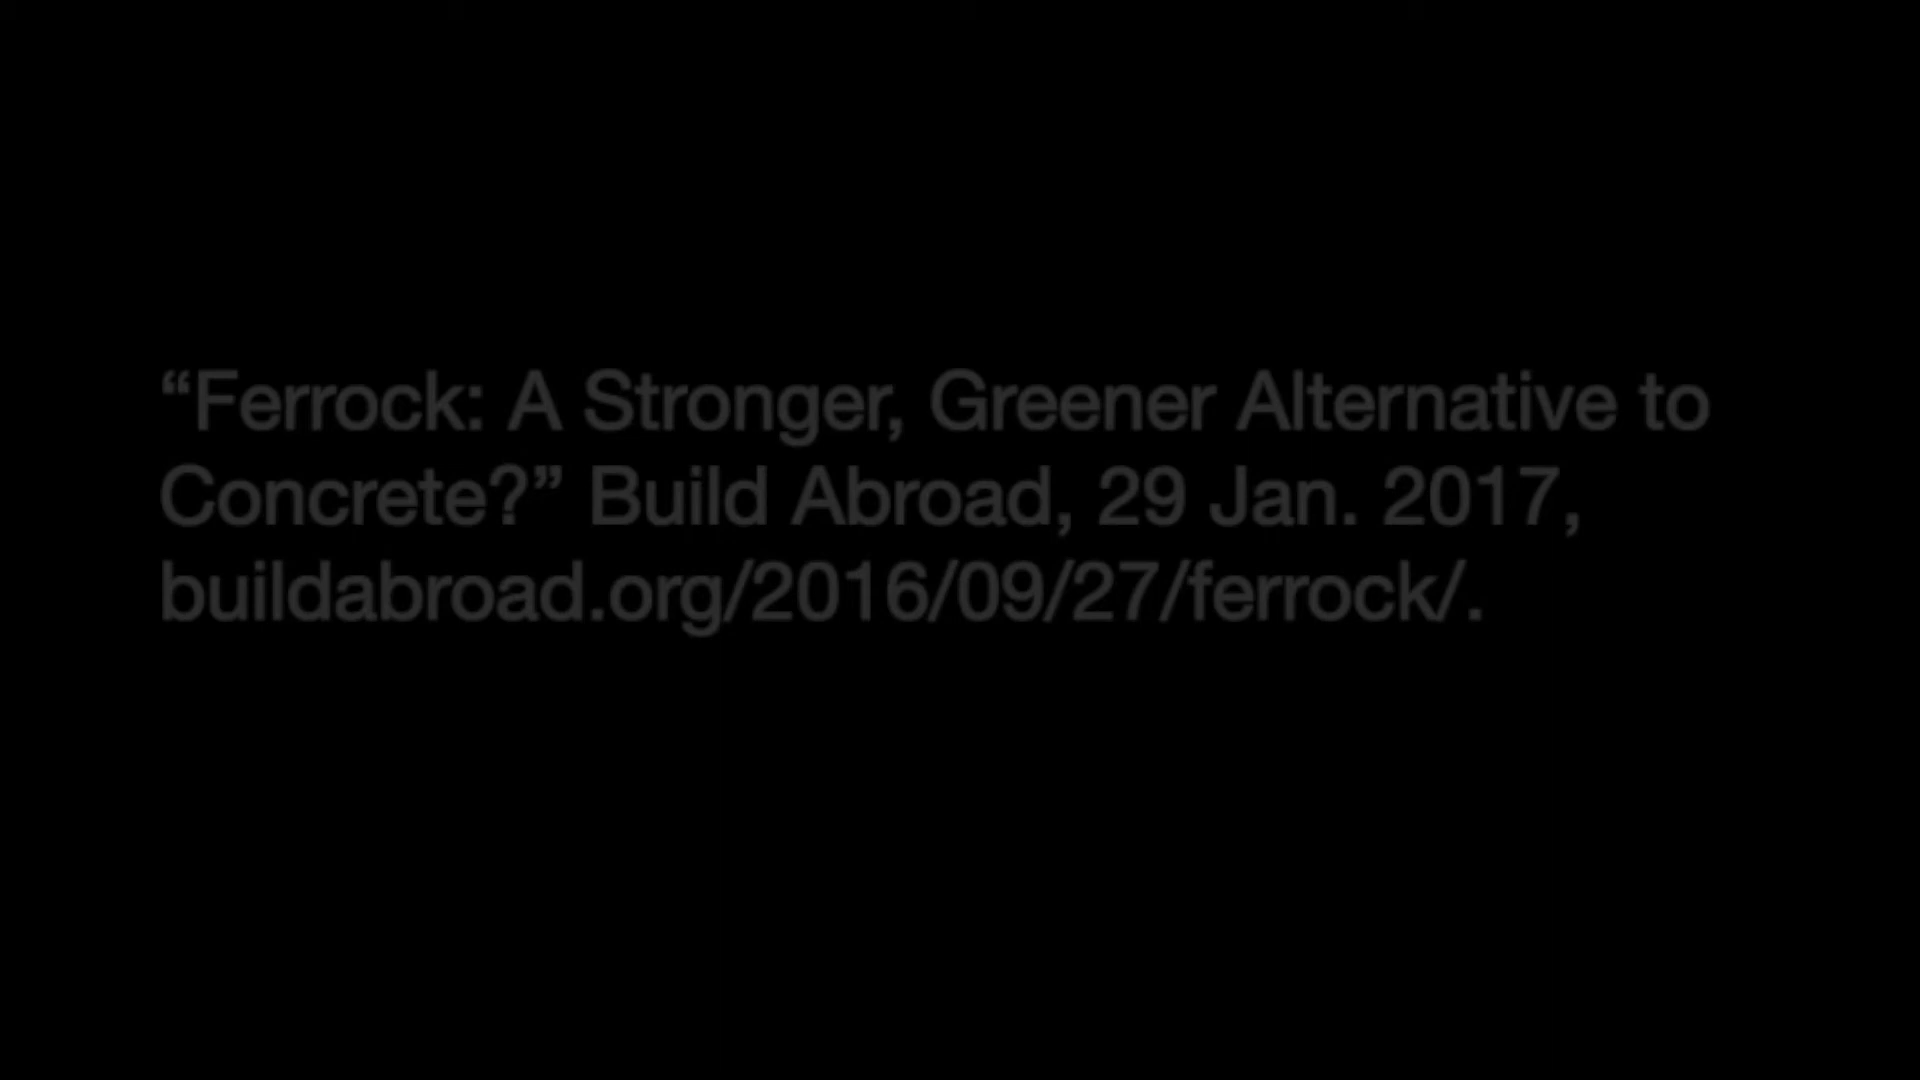 “Ferrock: A Stronger, Greener Alternative to
Concrete?” Build Abroad, 29 Jan. 2017,
buildabroad.org/2016/09/27/ferrock/.